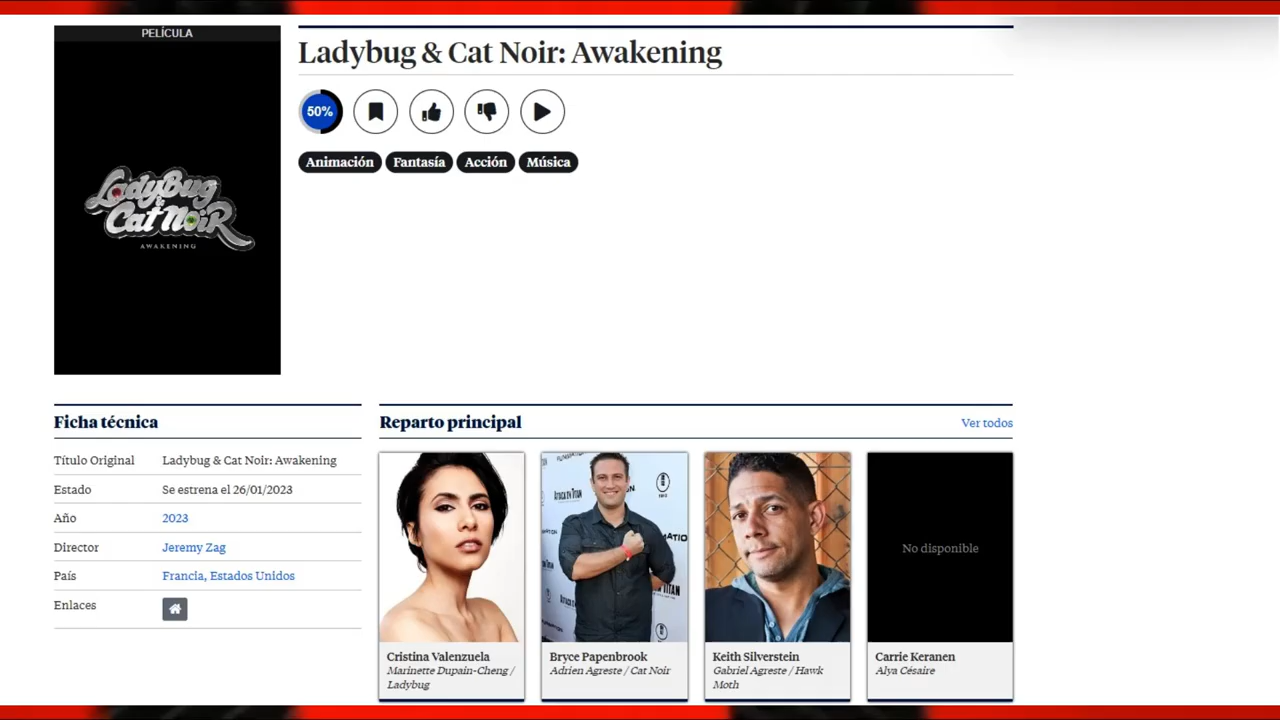 PELÍCULA
LadyBug
&
Cat Noir
AWAKENING
Ladybug & Cat Noir: Awakening
50%
Animación Fantasía Acción Música
Ficha técnica
Título Original Ladybug & Cat Noir: Awakening
Estado Se estrena el 26/01/2023
Año 2023
Director Jeremy Zag
País Francia, Estados Unidos
Enlaces
Reparto principal Ver todos
No disponible
Cristina Valenzuela
Marinette Dupain-Cheng /
Ladybug
Bryce Papenbrook
Adrien Agreste / Cat Noir
Keith Silverstein
Gabriel Agreste / Hawk
Moth
Carrie Keranen
Alya Césaire